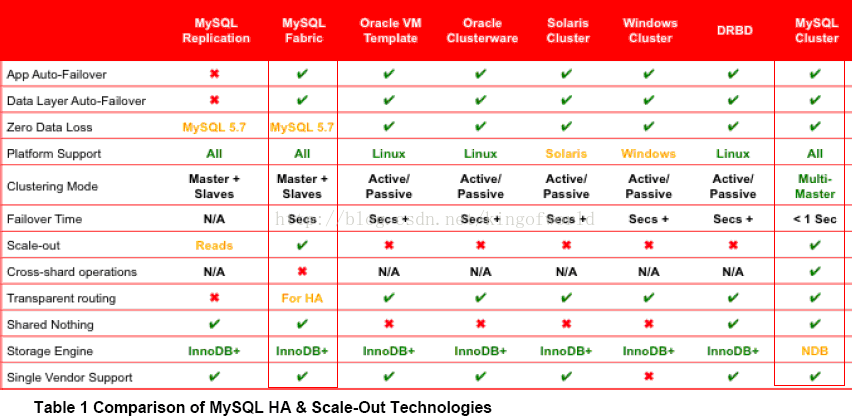 MySQL Replication MySQL Fabric Oracle VM Template Oracle Clusterware Solaris Cluster Windows Cluster DRBD MySQL Cluster
App Auto-Failover ✖ ✔ ✔ ✔ ✔ ✔ ✔ ✔
Data Layer Auto-Failover ✖ ✔ ✔ ✔ ✔ ✔ ✔ ✔
Zero Data Loss MySQL 5.7 MySQL 5.7 ✔ ✔ ✔ ✔ ✔ ✔
Platform Support All All Linux Linux Solaris Windows Linux All
Clustering Mode Master + Slaves Master + Slaves Active/Passive Active/Passive Active/Passive Active/Passive Active/Passive Multi-Master
Failover Time N/A Secs Secs + Secs + Secs + Secs + Secs + < 1 Sec
Scale-out Reads ✔ ✖ ✖ ✖ ✖ ✖ ✔
Cross-shard operations N/A ✖ N/A N/A N/A N/A N/A ✔
Transparent routing ✖ For HA ✔ ✔ ✔ ✔ ✔ ✔
Shared Nothing ✔ ✔ ✖ ✖ ✖ ✖ ✔ ✔
Storage Engine InnoDB+ InnoDB+ InnoDB+ InnoDB+ InnoDB+ InnoDB+ InnoDB+ NDB
Single Vendor Support ✔ ✔ ✔ ✔ ✔ ✖ ✔ ✔
Table 1 Comparison of MySQL HA & Scale-Out Technologies